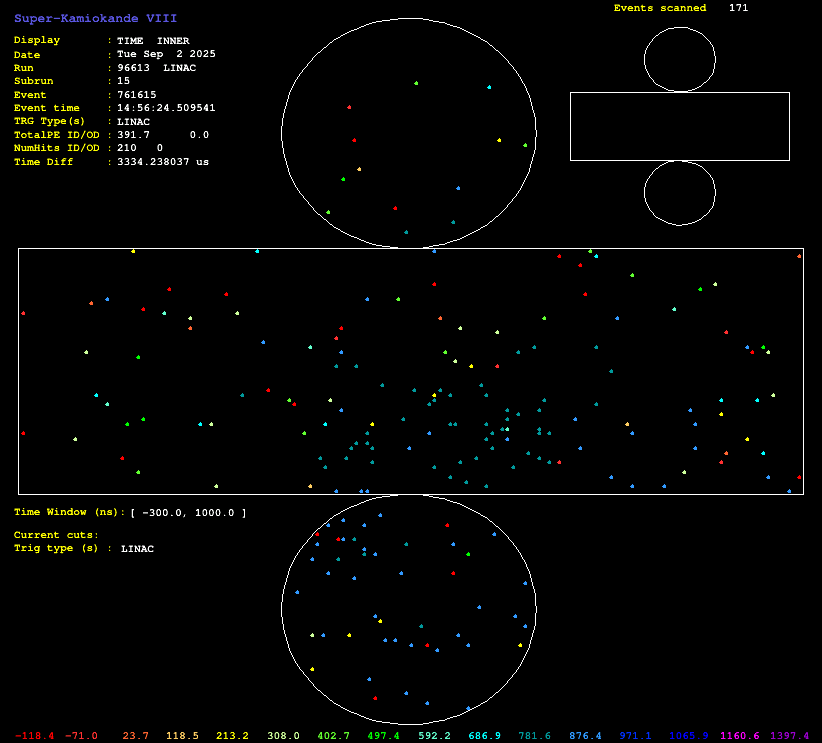 Events scanned 171
Super-Kamiokande VIII
Display : TIME INNER
Date : Tue Sep 2 2025
Run : 96613 LINAC
Subrun : 15
Event : 761615
Event time : 14:56:24.509541
TRG Type(s) : LINAC
TotalPE ID/OD : 391.7 0.0
NumHits ID/OD : 210 0
Time Diff : 3334.238037 us
Time Window (ns): [ -300.0, 1000.0 ]
Current cuts:
Trig type (s) : LINAC
-118.4 -71.0 23.7 118.5 213.2 308.0 402.7 497.4 592.2 686.9 781.6 876.4 971.1 1065.9 1160.6 1397.4